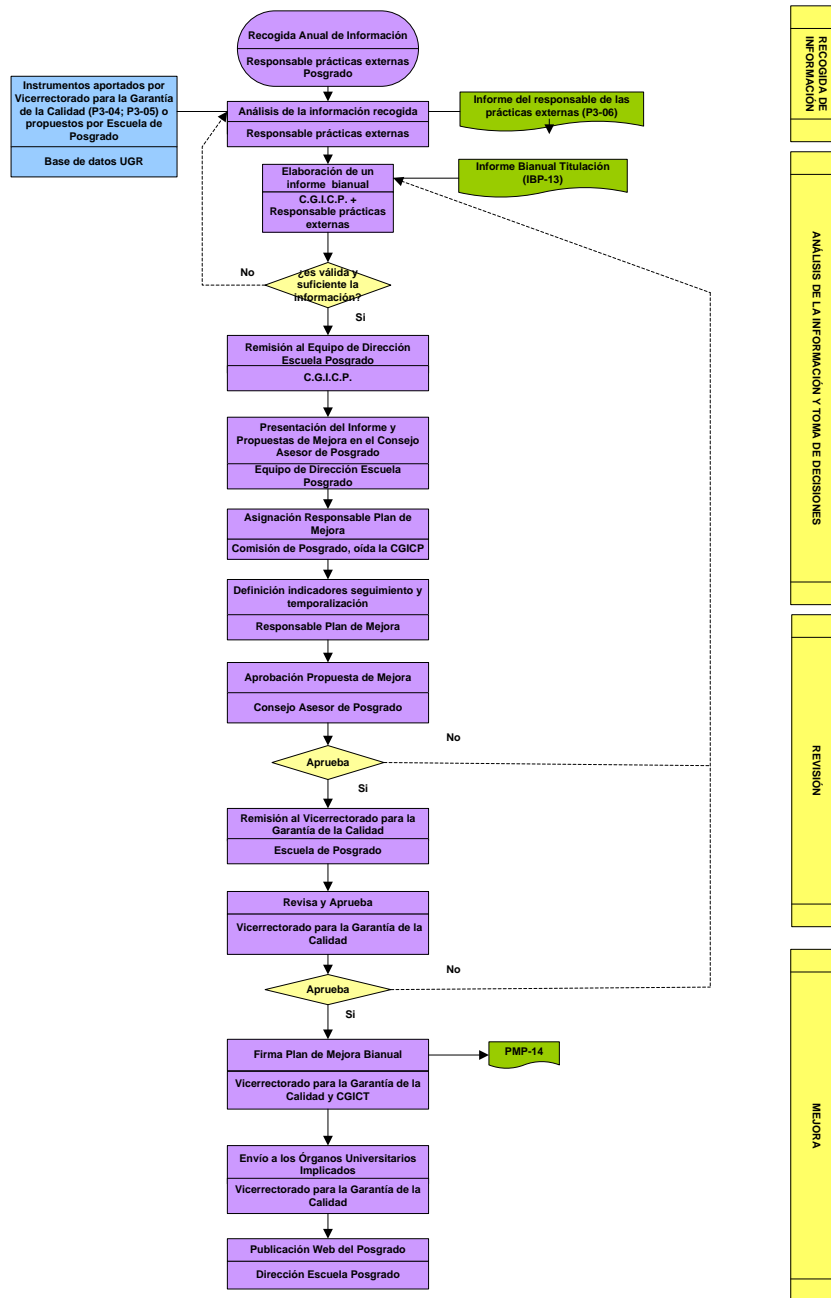 Recogida Anual de Información
Responsable prácticas externas
Posgrado
Instrumentos aportados por
Vicerrectorado para la Garantía
de la Calidad (P3-04; P3-05) o
propuestos por Escuela de
Posgrado
Base de datos UGR
Análisis de la información recogida
Responsable prácticas externas
Informe del responsable de las
prácticas externas (P3-06)
Elaboración de un
informe bianual
C.G.I.C.P. +
Responsable prácticas
externas
Informe Bianual Titulación
(IBP-13)
No
¿es válida y
suficiente la
información?
Si
Remisión al Equipo de Dirección
Escuela Posgrado
C.G.I.C.P.
Presentación del Informe y
Propuestas de Mejora en el Consejo
Asesor de Posgrado
Equipo de Dirección Escuela
Posgrado
Asignación Responsable Plan de
Mejora
Comisión de Posgrado, oída la CGICP
Definición indicadores seguimiento y
temporalización
Responsable Plan de Mejora
Aprobación Propuesta de Mejora
Consejo Asesor de Posgrado
No
Aprueba
Si
Remisión al Vicerrectorado para la
Garantía de la Calidad
Escuela de Posgrado
Revisa y Aprueba
Vicerrectorado para la Garantía de la
Calidad
No
Aprueba
Si
Firma Plan de Mejora Bianual
Vicerrectorado para la Garantía de la
Calidad y CGICT
PMP-14
Envío a los Órganos Universitarios
Implicados
Vicerrectorado para la Garantía de la
Calidad
Publicación Web del Posgrado
Dirección Escuela Posgrado
RECOGIDA DE
INFORMACIÓN
ANÁLISIS DE LA INFORMACIÓN Y TOMA DE DECISIONES
REVISIÓN
MEJORA